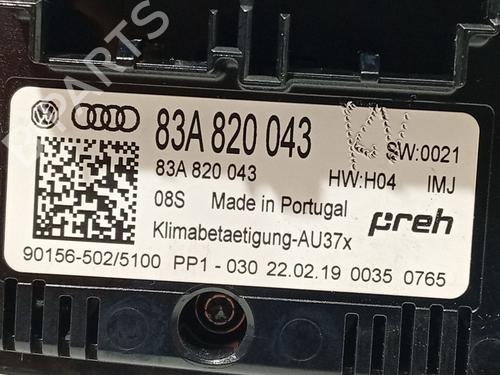 83A 820 043
SW:0021
83A 820 043
HW:H04 IMJ
08S Made in Portugal
preh
Klimabetaetigung-AU37x
90156-502/5100 PP1-030 22.02.19 0035 0765
B-PARTS